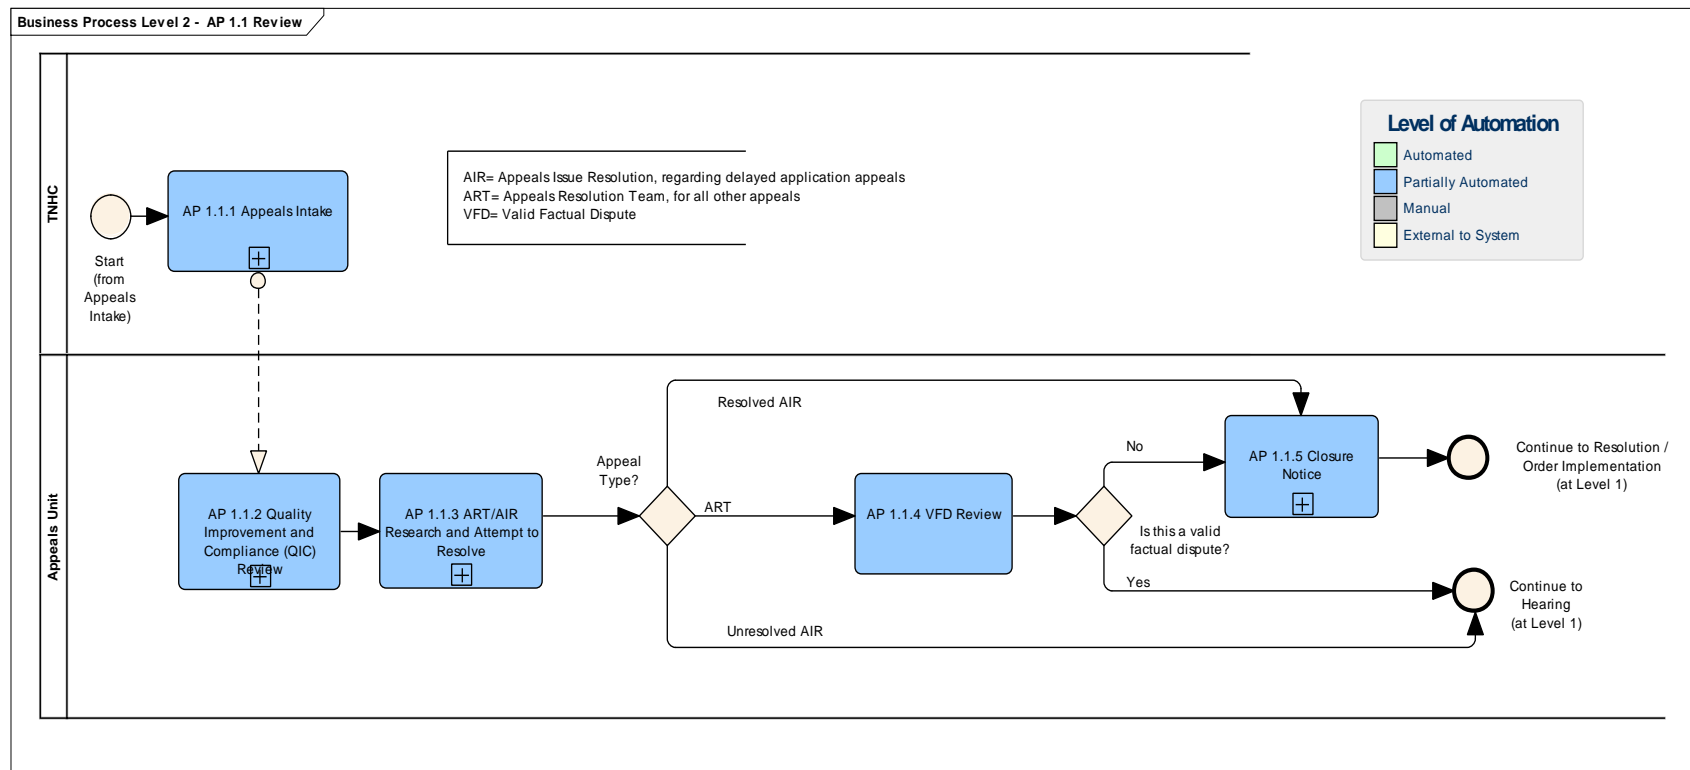 Business Process Level 2 - AP 1.1 Review
TNHC
Start
(from
Appeals
Intake)
AP 1.1.1 Appeals Intake
AIR= Appeals Issue Resolution, regarding delayed application appeals
ART= Appeals Resolution Team, for all other appeals
VFD= Valid Factual Dispute
Level of Automation
Automated
Partially Automated
Manual
External to System
Appeals Unit
AP 1.1.2 Quality
Improvement and
Compliance (QIC)
Review
AP 1.1.3 ART/AIR
Research and Attempt to
Resolve
Appeal
Type?
Resolved AIR
ART
Unresolved AIR
AP 1.1.4 VFD Review
Is this a valid
factual dispute?
No
Yes
AP 1.1.5 Closure
Notice
Continue to Resolution /
Order Implementation
(at Level 1)
Continue to
Hearing
(at Level 1)